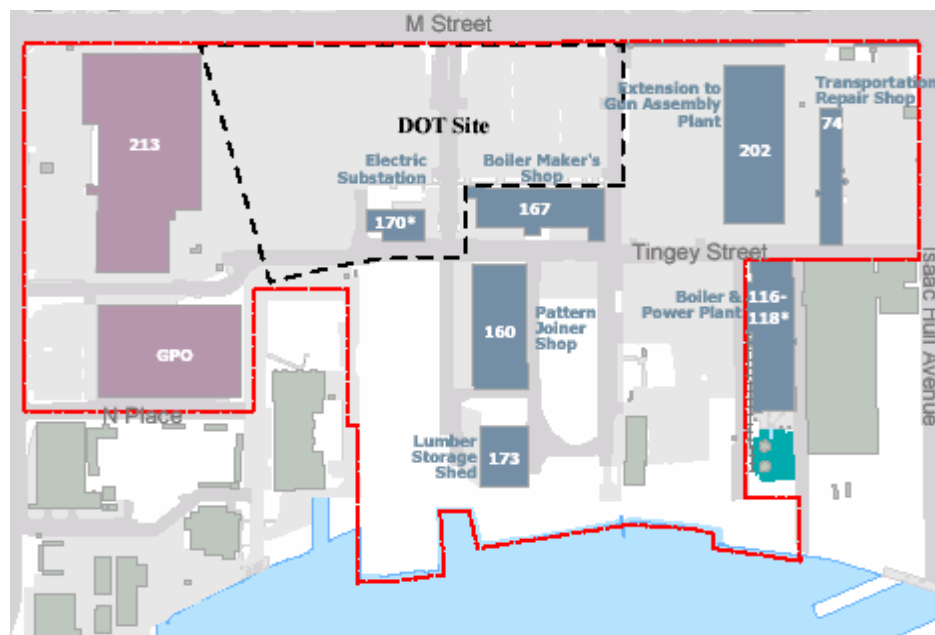 M Street
213
DOT Site
Extension to
Gun Assembly
Plant
202
Transportation
Repair Shop
74
Electric
Substation
170*
Boiler Maker's
Shop
167
Tingey Street
Isaac Hull Avenue
GPO
N Place
160
Pattern
Joiner
Shop
Boiler &
Power Plant
116-
118*
Lumber
Storage
Shed
173